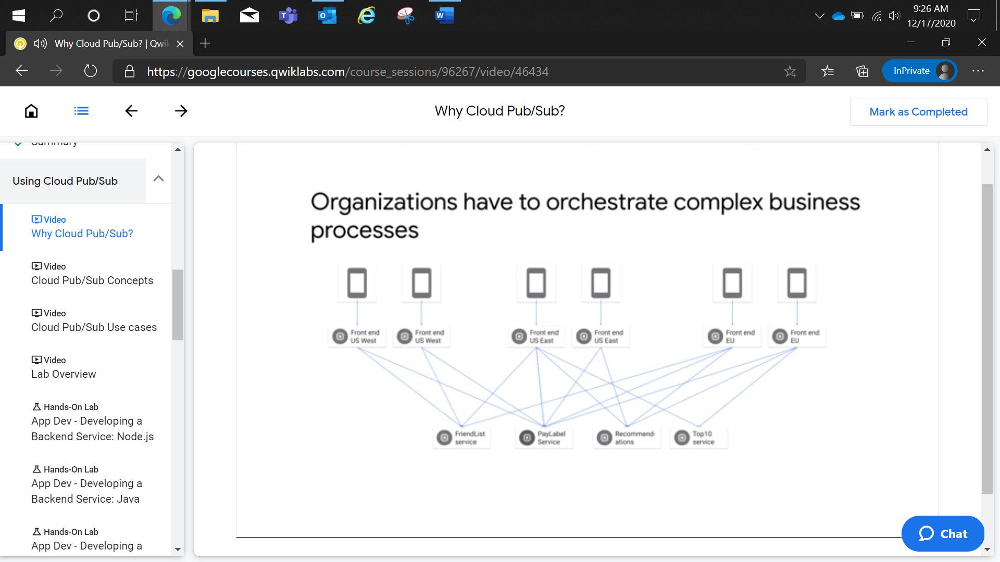 9:26 AM
12/17/2020
Why Cloud Pub/Sub? | Qwik
https://googlecourses.qwiklabs.com/course_sessions/96267/video/46434
InPrivate
Why Cloud Pub/Sub?
Mark as Completed
Summary
Using Cloud Pub/Sub
Video
Why Cloud Pub/Sub?
Video
Cloud Pub/Sub Concepts
Video
Cloud Pub/Sub Use cases
Video
Lab Overview
Hands-On Lab
App Dev - Developing a
Backend Service: Node.js
Hands-On Lab
App Dev - Developing a
Backend Service: Java
Hands-On Lab
App Dev - Developing a
Organizations have to orchestrate complex business
processes
Front end
US West
Front end
US West
Front end
US East
Front end
US East
Front end
EU
Front end
EU
FriendList
service
PayLabel
Service
Recommend-
ations
Top10
service
Chat